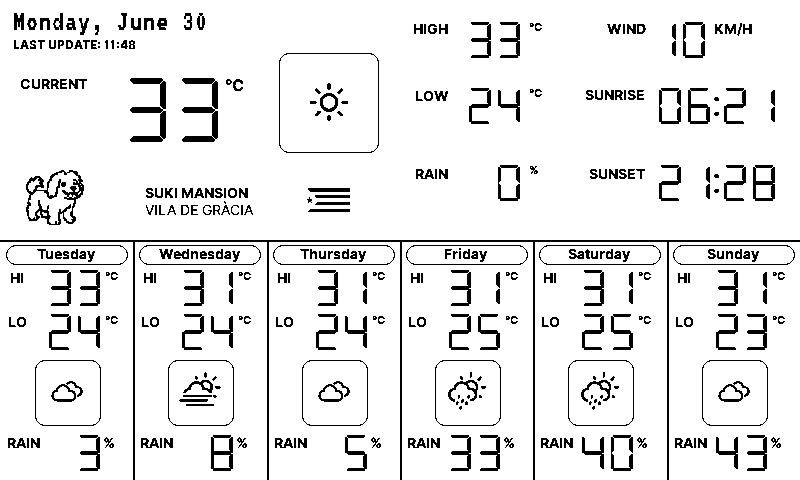 Monday, June 30
LAST UPDATE: 11:48
CURRENT 33 °C
SUKI MANSION
VILA DE GRÀCIA
HIGH 33 °C
LOW 24 °C
RAIN 0 %
WIND 10 KM/H
SUNRISE 06:21
SUNSET 21:28
Tuesday
HI 33 °C
LO 24 °C
RAIN 3 %
Wednesday
HI 31 °C
LO 24 °C
RAIN 8 %
Thursday
HI 31 °C
LO 24 °C
RAIN 5 %
Friday
HI 31 °C
LO 25 °C
RAIN 33 %
Saturday
HI 31 °C
LO 25 °C
RAIN 40 %
Sunday
HI 31 °C
LO 23 °C
RAIN 43 %